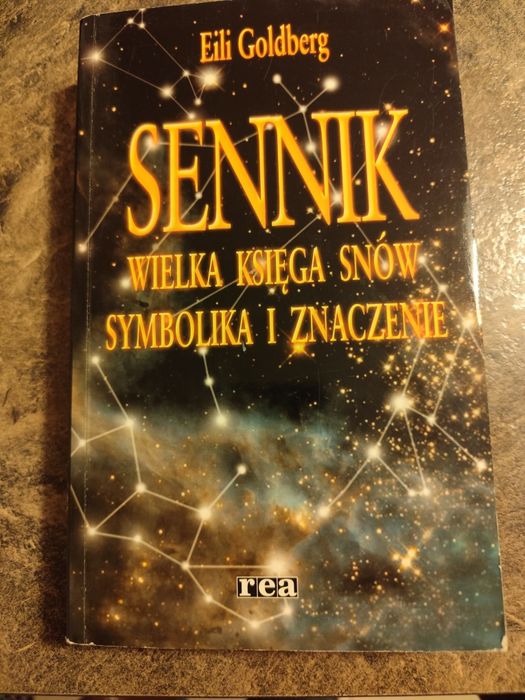 Eili Goldberg
SENNIK
WIELKA KSIĘGA SNÓW
SYMBOLIKA I ZNACZENIE
rea